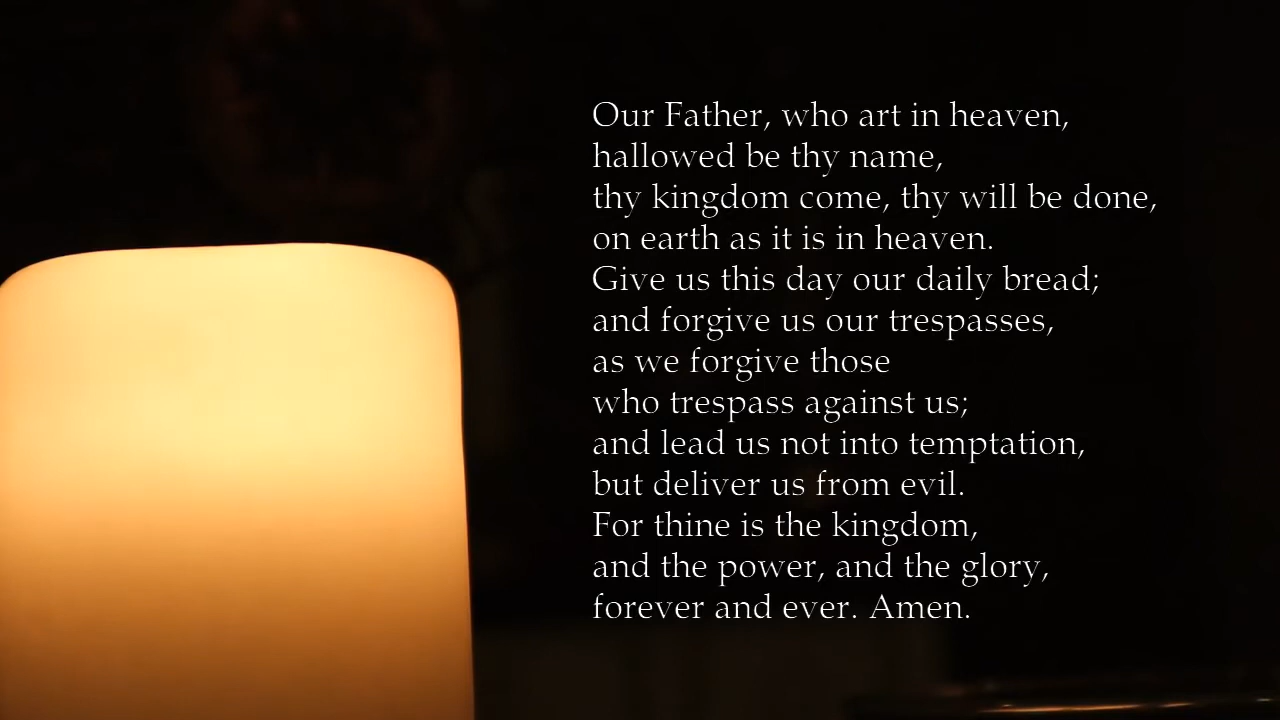 Our Father, who art in heaven,
hallowed be thy name,
thy kingdom come, thy will be done,
on earth as it is in heaven.
Give us this day our daily bread;
and forgive us our trespasses,
as we forgive those
who trespass against us;
and lead us not into temptation,
but deliver us from evil.
For thine is the kingdom,
and the power, and the glory,
forever and ever. Amen.